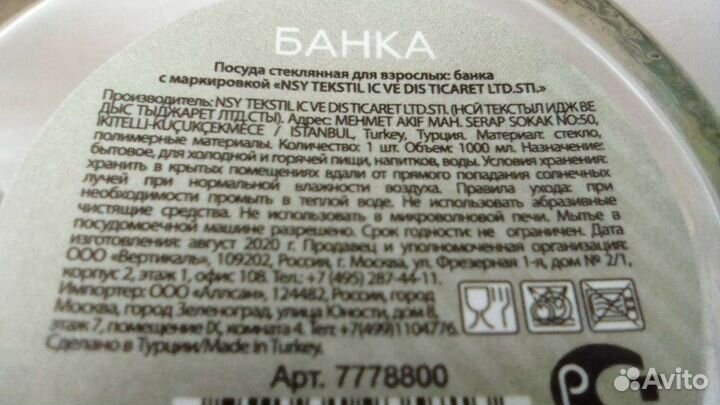 БАНКА
Посуда стеклянная для взрослых: банка
с маркировкой «NSY TEKSTIL IC VE DIS TICARET LTD.STI.»
Производитель: NSY TEKSTIL IC VE DIS TICARET LTD.STI. (НСЙ ТЕКСТЫЛ ИДЖ ВЕ
ДЫС ТЫДЖАРЕТ ЛТД.СТЫ). Адрес: MEHMET AKIF MAH. SERAP SOKAK NO:50,
IKITELLI-KUÇUKÇEKMECE / ISTANBUL, Turkey, Турция. Материал: стекло,
полимерные материалы. Количество: 1 шт. Объем: 1000 мл. Назначение:
бытовое, для холодной и горячей пищи, напитков, воды. Условия хранения:
хранить в крытых помещениях вдали от прямого попадания солнечных
лучей при нормальной влажности воздуха. Правила ухода: при
необходимости промыть в теплой воде. Не использовать абразивные
чистящие средства. Не использовать в микроволновой печи. Мытье в
посудомоечной машине разрешено. Срок годности: не ограничен. Дата
изготовления: август 2020 г. Продавец и уполномоченная организация:
ООО «Вертикаль», 109202, Россия, г. Москва, ул. Фрезерная 1-я, дом № 2/1,
корпус 2, этаж 1, офис 108. Тел.: +7 (495) 287-44-11.
Импортер: ООО «Аллсан», 124482, Россия, город
Москва, город Зеленоград, улица Юности, дом 8,
этаж 7, помещение IX, комната 4. Тел: +7(499)1104776.
Сделано в Турции/Made in Turkey.
Арт. 7778800
Avito